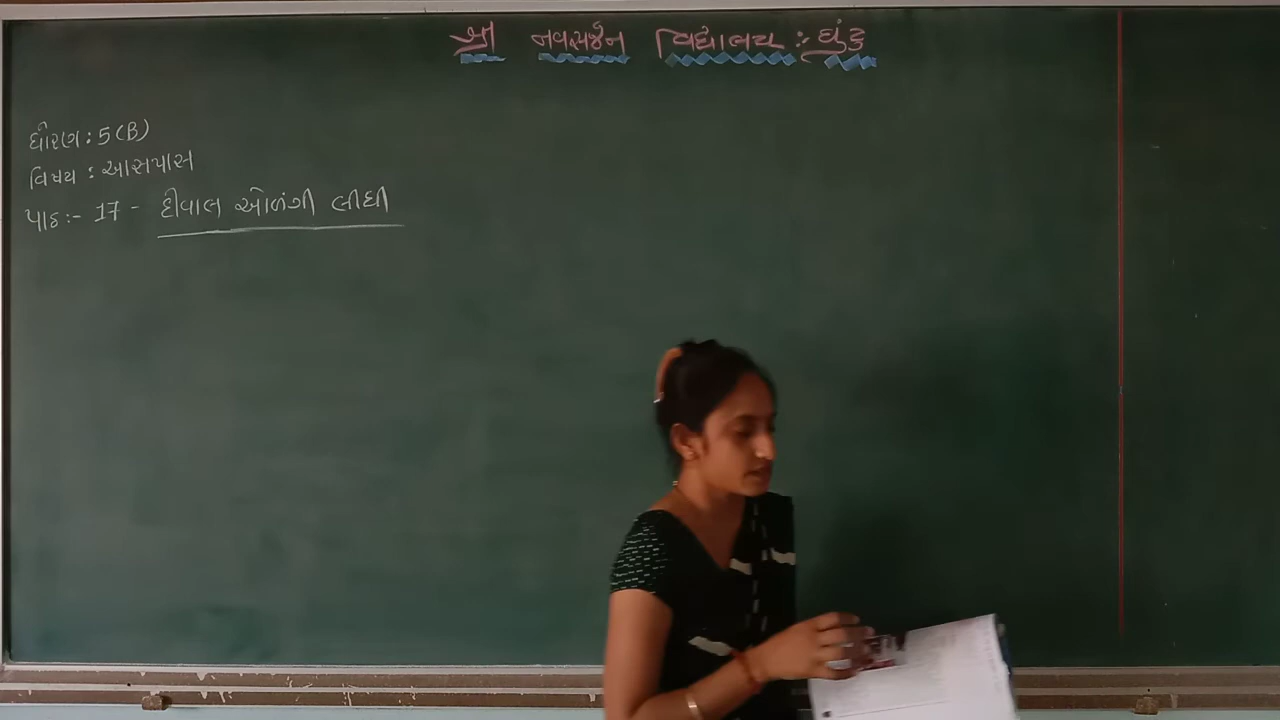 શ્રી નવસર્જન વિદ્યાલય : ઘુંટુ
ધોરણ : 5 (B)
વિષય : આસપાસ
પાઠ :- 17 - દીવાલ ઓળંગી લીધી